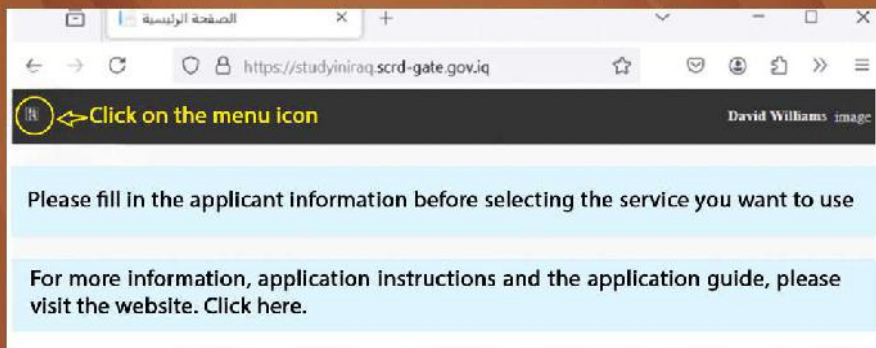 الصفحة الرئيسية
https://studyiniraq.scrd-gate.gov.iq
Click on the menu icon
David Williams image
Please fill in the applicant information before selecting the service you want to use
For more information, application instructions and the application guide, please
visit the website. Click here.